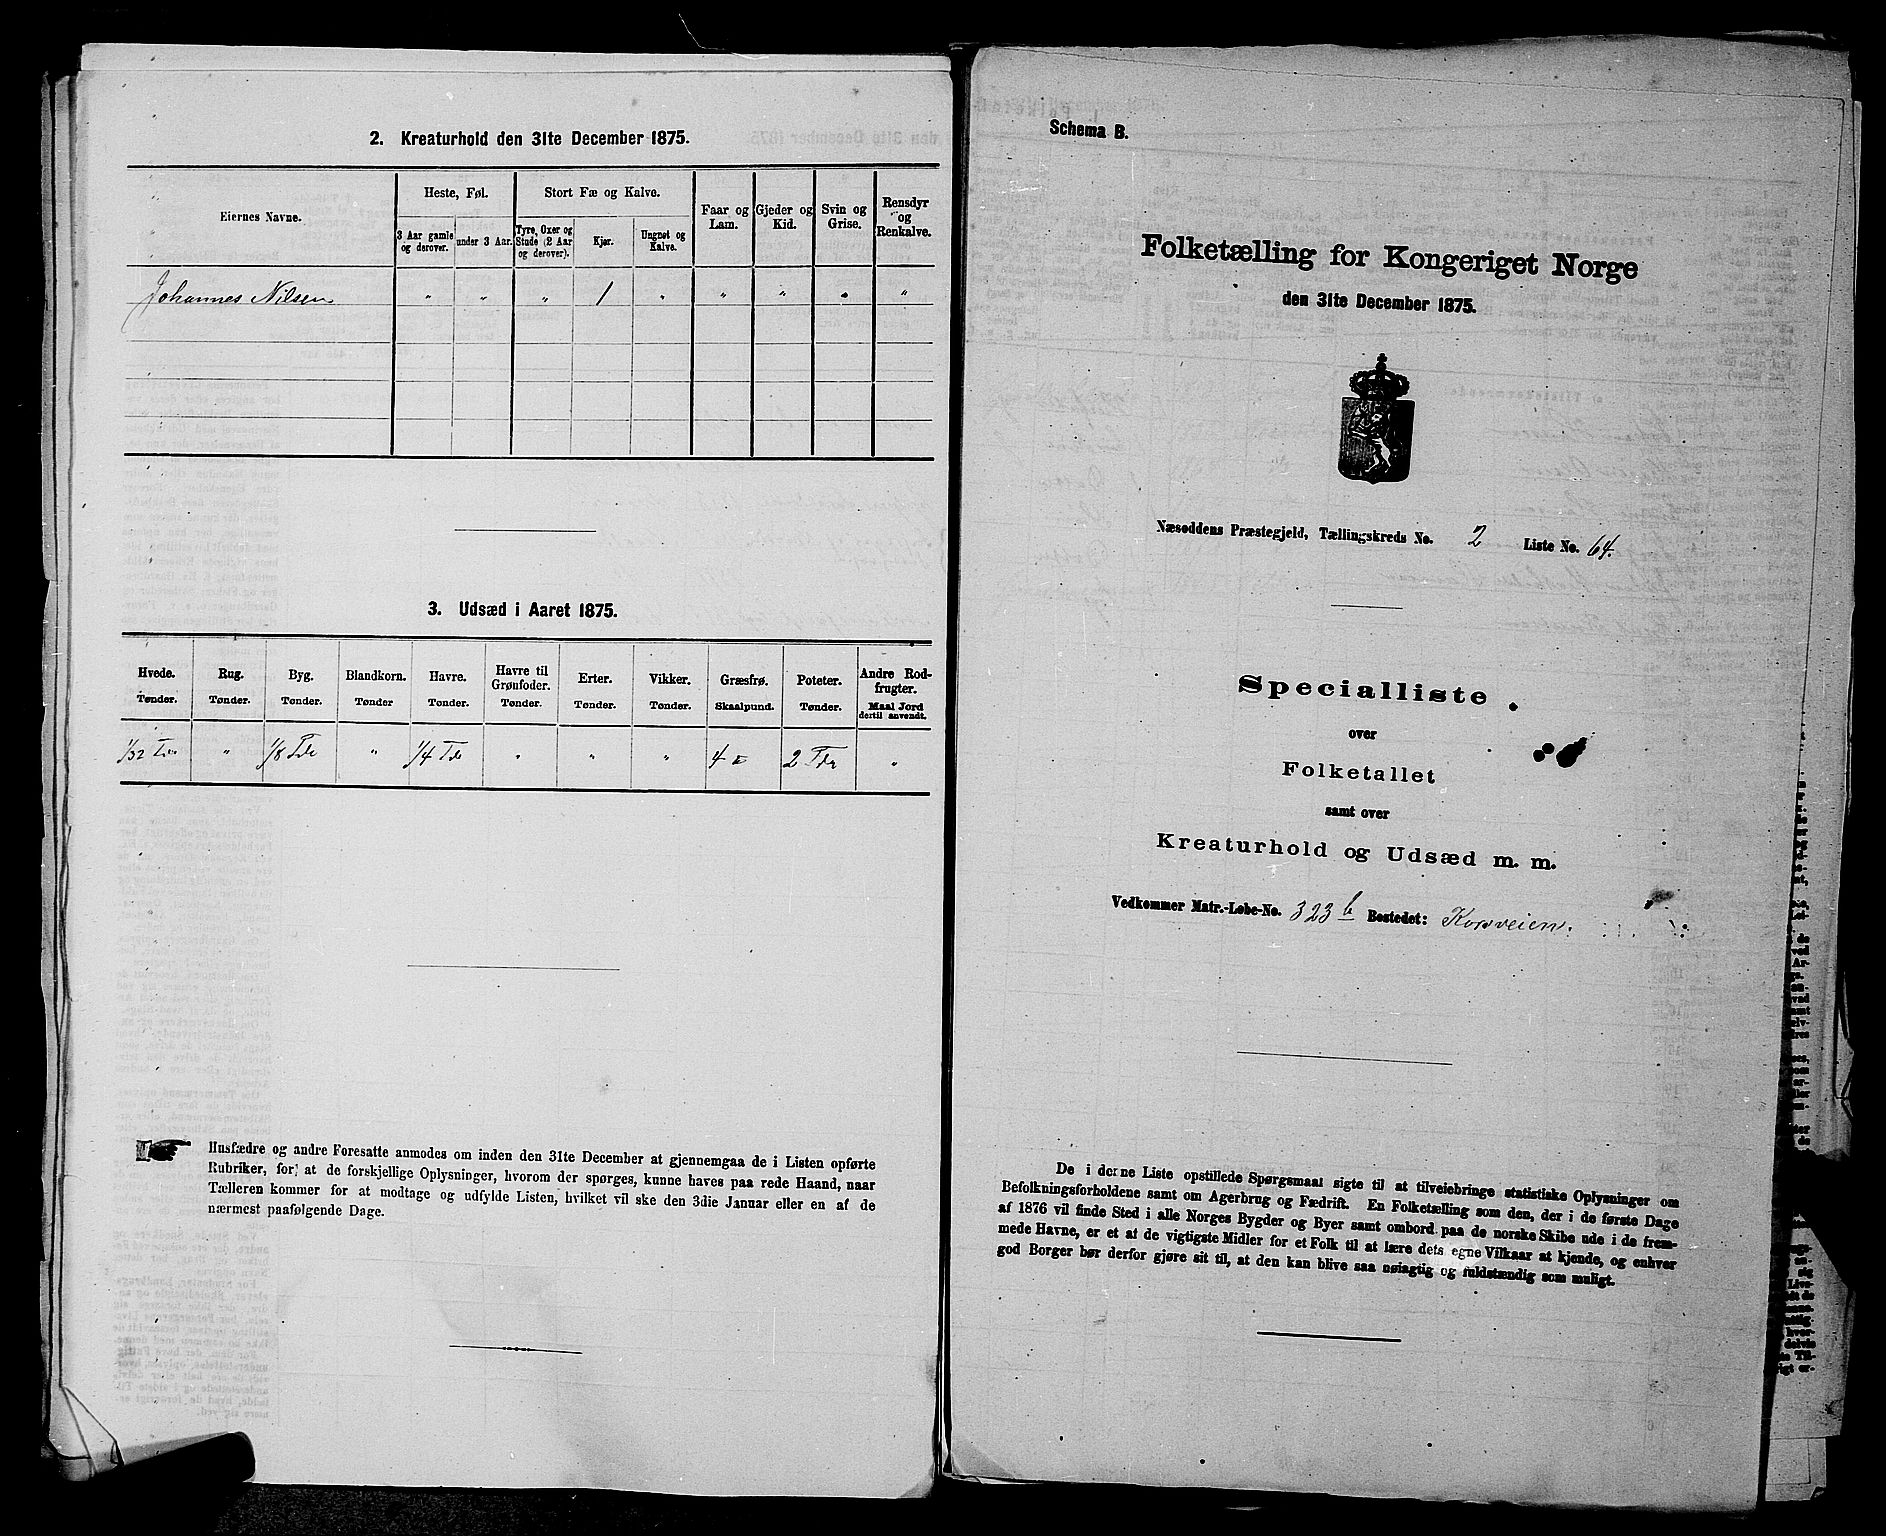 2. Kreaturhold den 31te December 1875.
Eiernes Navne.
Heste, Føl.
Stort Fæ og Kalve.
Faar og Lam.
Gjeder og Kid.
Svin og Grise.
Rensdyr og Renkalve.
3 Aar gamle og derover.
under 3 Aar.
Tyre, Oxer og Stude (2 Aar og derover).
Kjør.
Ungnøt og Kalve.
Johannes Nilsen " " " 1 " " " " "
3. Udsæd i Aaret 1875.
Hvede. Tønder.
Rug. Tønder.
Byg. Tønder.
Blandkorn. Tønder
Havre. Tønder.
Havre til Grønfoder. Tønder.
Erter. Tønder.
Vikker. Tønder.
Græsfrø. Skaalpund.
Poteter. Tønder.
Andre Rodfrugter. Maal Jord dertil anvendt.
1/32 " 1/8 " 1/4 " " " 4 2 "
Husfædre og andre Foresatte anmodes om inden den 31te December at gjennemgaa de i Listen opførte
Rubriker, for at de forskjellige Oplysninger, hvorom der spørges, kunne haves paa rede Haand, naar
Tælleren kommer for at modtage og udfylde Listen, hvilket vil ske den 3die Januar eller en af de
nærmest paafølgende Dage.
Schema B.
Folketælling for Kongeriget Norge
den 31te December 1875.
Næsoddens Præstegjeld, Tællingskreds No. 2 Liste No. 64.
Specialliste
over
Folketallet
samt over
Kreaturhold og Udsæd m. m.
Vedkommer Matr.-Løbe-No. 323 b Bostedet: Korsveien.
De i denne Liste opstillede Spørgsmaal sigte til at tilveiebringe statistiske Oplysninger om
Befolkningsforholdene samt om Agerbrug og Fædrift. En Folketælling som den, der i de første Dage
af 1876 vil finde Sted i alle Norges Bygder og Byer samt ombord paa de norske Skibe ude i de frem-
mede Havne, er et af de vigtigste Midler for et Folk til at lære dets egne Vilkaar at kjende, og enhver
god Borger bør derfor gjøre sit til, at den kan blive saa nøiagtig og fuldstændig som muligt.